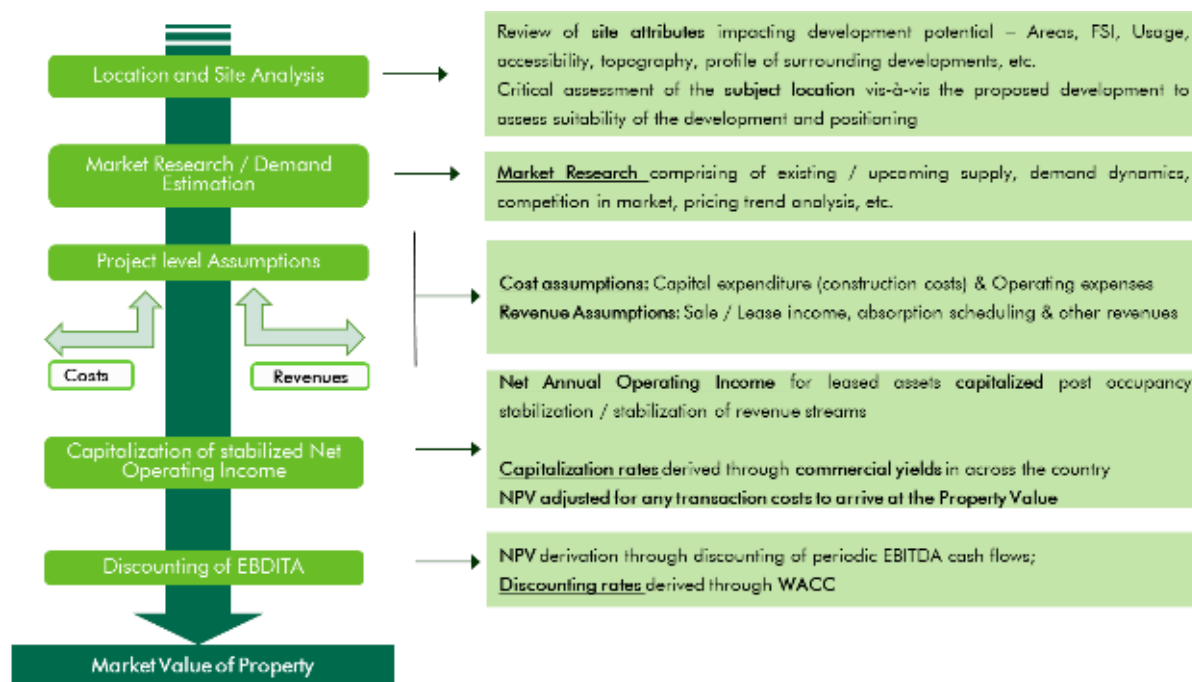 Location and Site Analysis
Review of site attributes impacting development potential – Areas, FSI, Usage,
accessibility, topography, profile of surrounding developments, etc.
Critical assessment of the subject location vis-à-vis the proposed development to
assess suitability of the development and positioning
Market Research / Demand
Estimation
Market Research comprising of existing / upcoming supply, demand dynamics,
competition in market, pricing trend analysis, etc.
Project level Assumptions
Costs
Revenues
Cost assumptions: Capital expenditure (construction costs) & Operating expenses
Revenue Assumptions: Sale / Lease income, absorption scheduling & other revenues
Capitalization of stabilized Net
Operating Income
Net Annual Operating Income for leased assets capitalized post occupancy
stabilization / stabilization of revenue streams
Capitalization rates derived through commercial yields in across the country
NPV adjusted for any transaction costs to arrive at the Property Value
Discounting of EBDITA
NPV derivation through discounting of periodic EBITDA cash flows;
Discounting rates derived through WACC
Market Value of Property